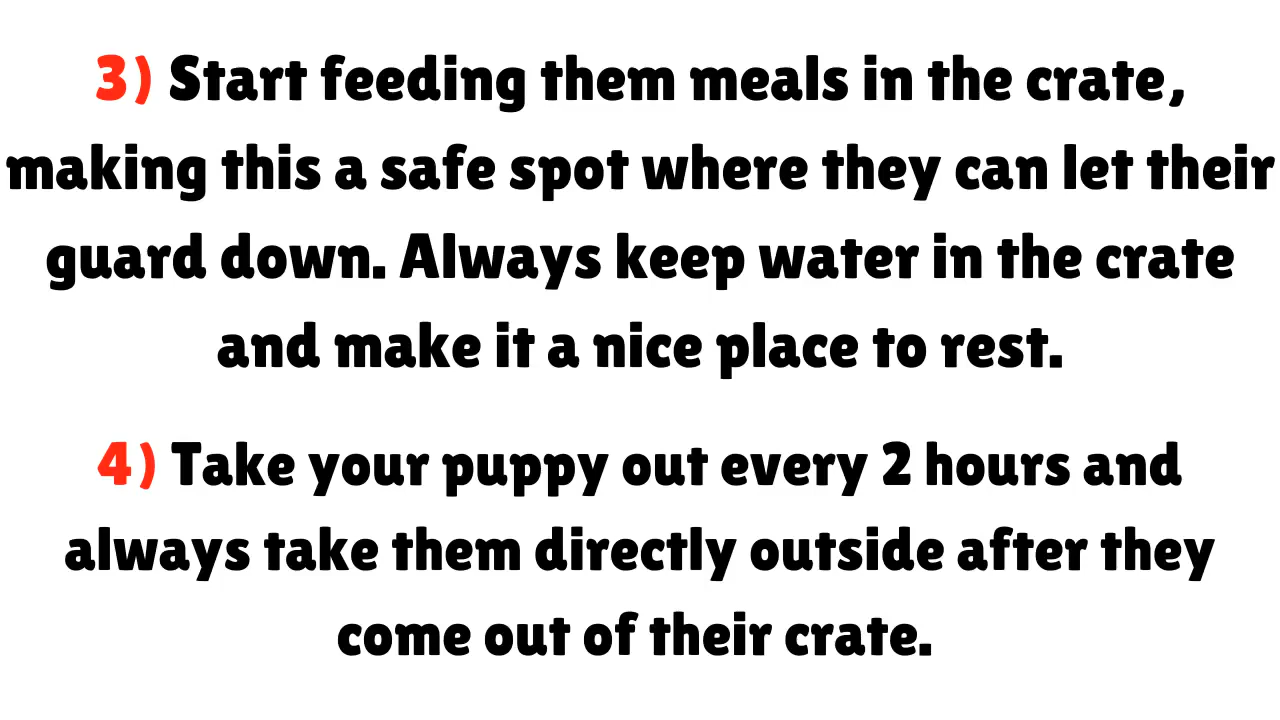 3) Start feeding them meals in the crate,
making this a safe spot where they can let their
guard down. Always keep water in the crate
and make it a nice place to rest.
4) Take your puppy out every 2 hours and
always take them directly outside after they
come out of their crate.